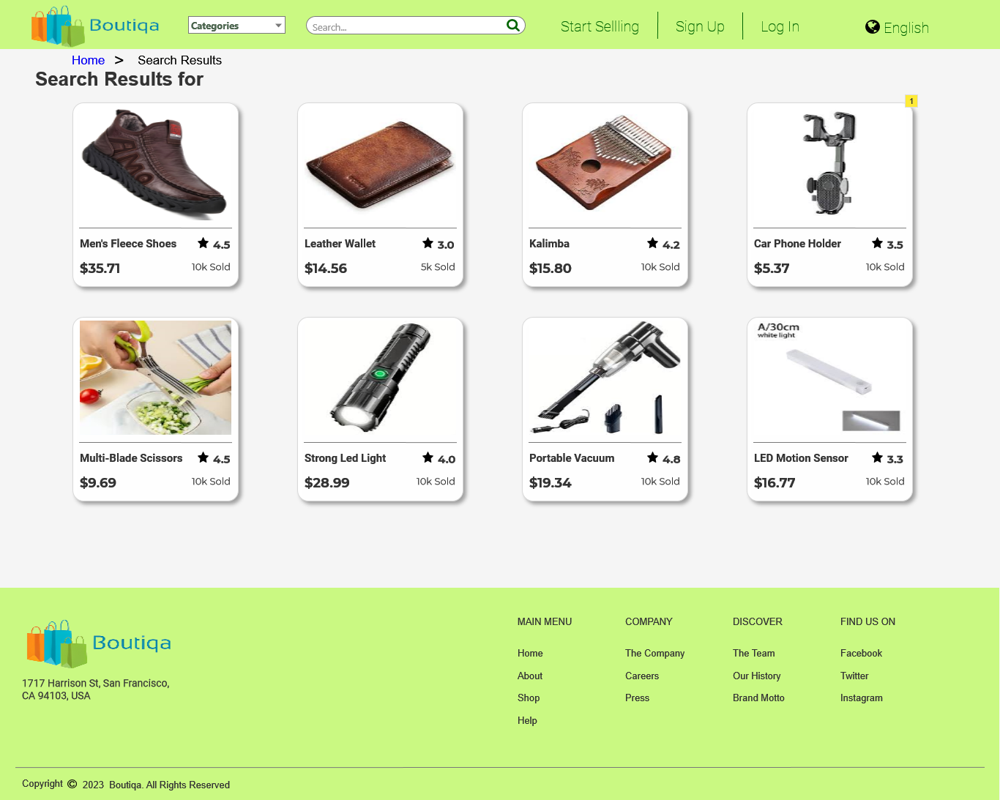 Boutiqa
Categories
Search...
Start Sellling
Sign Up
Log In
English
Home > Search Results
Search Results for
1
Men's Fleece Shoes 4.5
$35.71 10k Sold
Leather Wallet 3.0
$14.56 5k Sold
Kalimba 4.2
$15.80 10k Sold
Car Phone Holder 3.5
$5.37 10k Sold
A/30cm
white light
Multi-Blade Scissors 4.5
$9.69 10k Sold
Strong Led Light 4.0
$28.99 10k Sold
Portable Vacuum 4.8
$19.34 10k Sold
LED Motion Sensor 3.3
$16.77 10k Sold
Boutiqa
1717 Harrison St, San Francisco,
CA 94103, USA
MAIN MENU
Home
About
Shop
Help
COMPANY
The Company
Careers
Press
DISCOVER
The Team
Our History
Brand Motto
FIND US ON
Facebook
Twitter
Instagram
Copyright © 2023 Boutiqa. All Rights Reserved